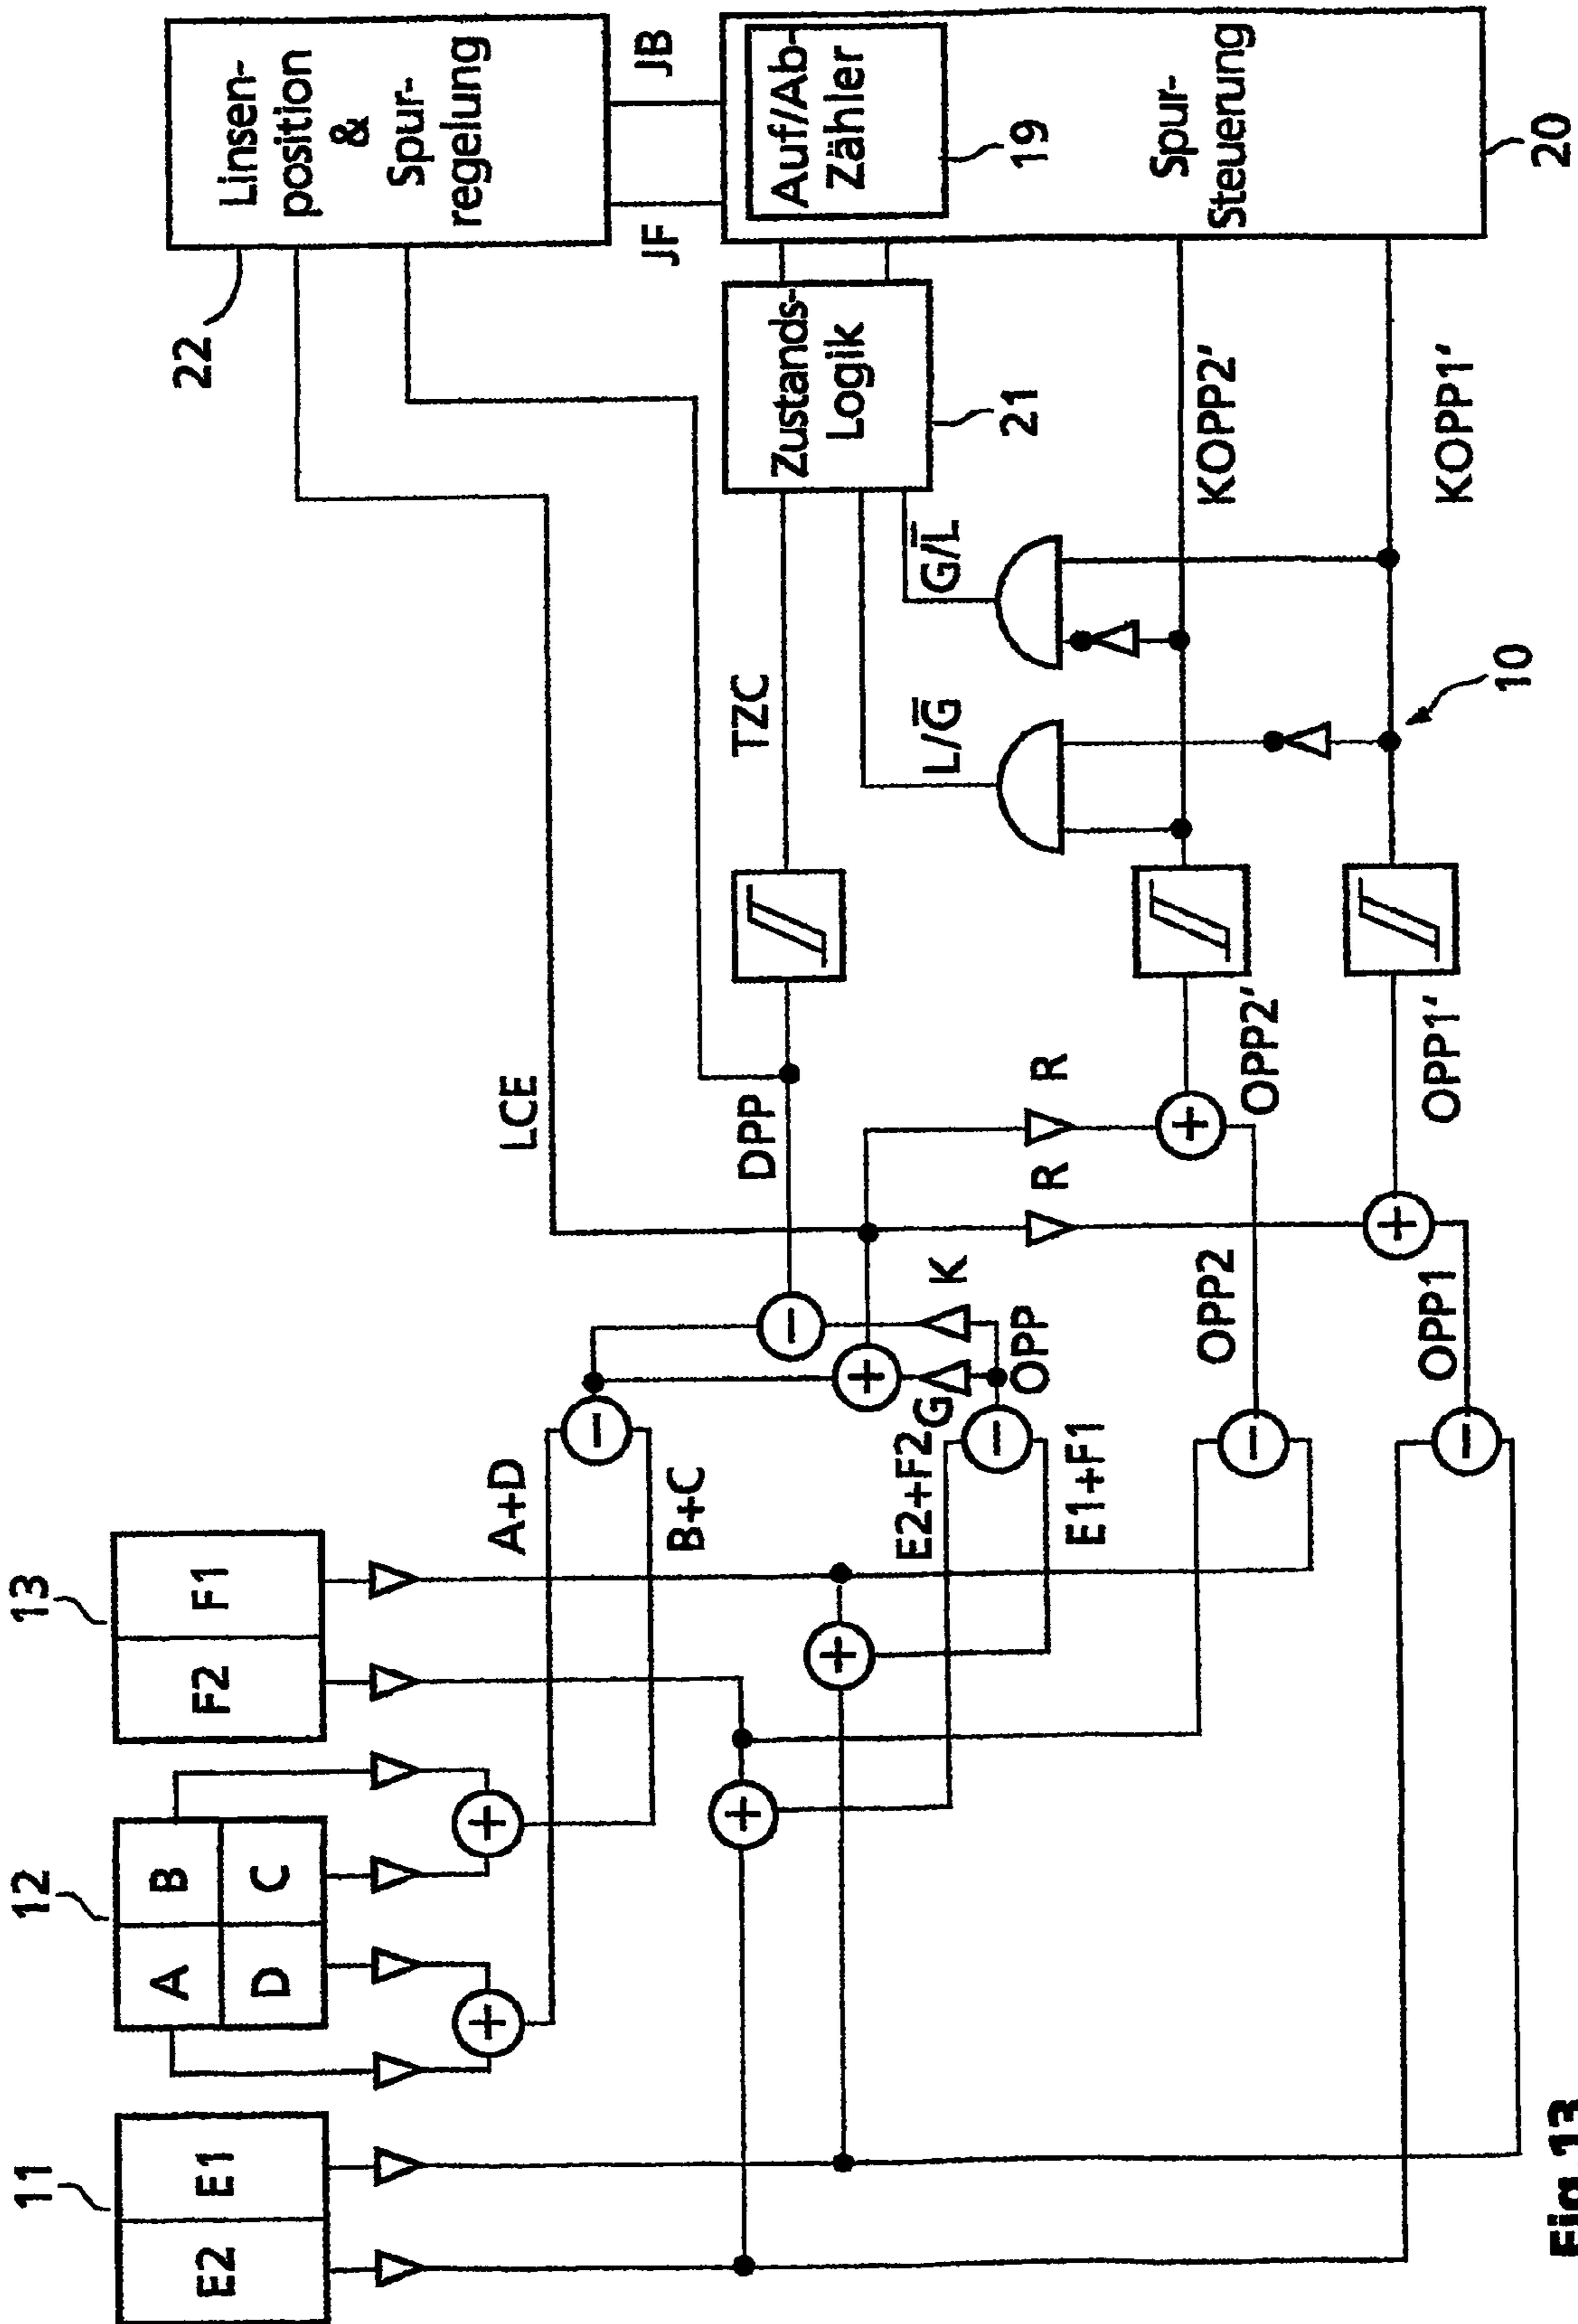 11
E2
E1
12
A
B
D
C
13
F2
F1
A+D
B+C
E2+F2
E1+F1
G
K
OPP
OPP2
OPP1
LCE
DPP
R
R
OPP2'
OPP1'
TZC
L/G̅
G/L̅
10
KOPP2'
KOPP1'
22
Linsen-
position
&
Spur-
regelung
JF
JB
Zustands-
Logik
21
Auf/Ab-
Zähler
19
Spur-
Steuerung
20
Fig.13